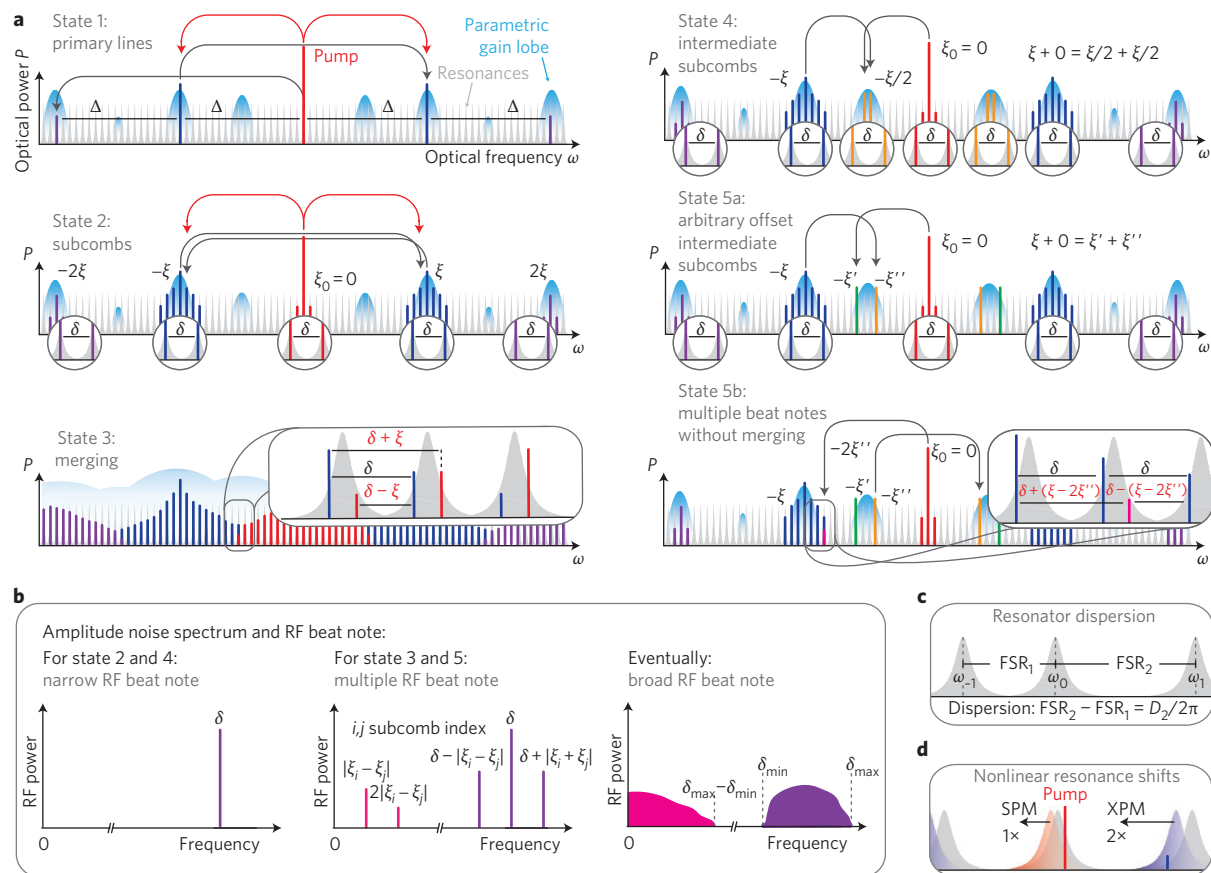 a
State 1:
primary lines
Optical power P
Pump
Parametric
gain lobe
Resonances
Δ
Δ
Δ
Δ
Optical frequency ω
State 2:
subcombs
P
−2ξ
−ξ
ξ₀ = 0
ξ
2ξ
δ
δ
δ
δ
δ
ω
State 3:
merging
P
δ + ξ
δ
δ − ξ
ω
State 4:
intermediate
subcombs
P
−ξ
−ξ/2
ξ₀ = 0
ξ + 0 = ξ/2 + ξ/2
δ
δ
δ
δ
δ
δ
ω
State 5a:
arbitrary offset
intermediate
subcombs
P
−ξ
−ξ′
−ξ′′
ξ₀ = 0
ξ + 0 = ξ′ + ξ′′
δ
δ
δ
δ
ω
State 5b:
multiple beat notes
without merging
P
−ξ
−2ξ′′
−ξ′
−ξ′′
ξ₀ = 0
δ
δ
δ + (ξ − 2ξ′′)
δ − (ξ − 2ξ′′)
ω
b
Amplitude noise spectrum and RF beat note:
For state 2 and 4:
narrow RF beat note
RF power
δ
0
Frequency
For state 3 and 5:
multiple RF beat note
RF power
i,j subcomb index
|ξᵢ − ξⱼ|
2|ξᵢ − ξⱼ|
δ − |ξᵢ − ξⱼ|
δ
δ + |ξᵢ + ξⱼ|
0
Frequency
Eventually:
broad RF beat note
RF power
δmax − δmin
δmin
δmax
0
Frequency
c
Resonator dispersion
FSR₁
FSR₂
ω₋₁
ω₀
ω₁
Dispersion: FSR₂ − FSR₁ = D₂/2π
d
Nonlinear resonance shifts
Pump
SPM
1×
XPM
2×